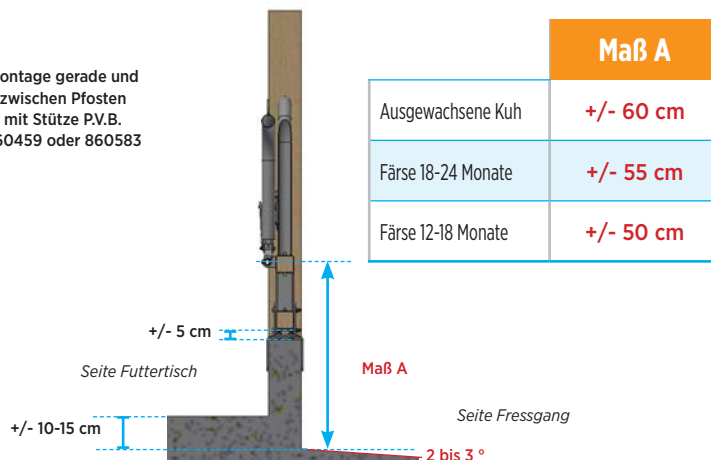 ontage gerade und
zwischen Pfosten
mit Stütze P.V.B.
60459 oder 860583
Maß A
Ausgewachsene Kuh +/- 60 cm
Färse 18-24 Monate +/- 55 cm
Färse 12-18 Monate +/- 50 cm
+/- 5 cm
Seite Futtertisch
Maß A
Seite Fressgang
+/- 10-15 cm
2 bis 3 °